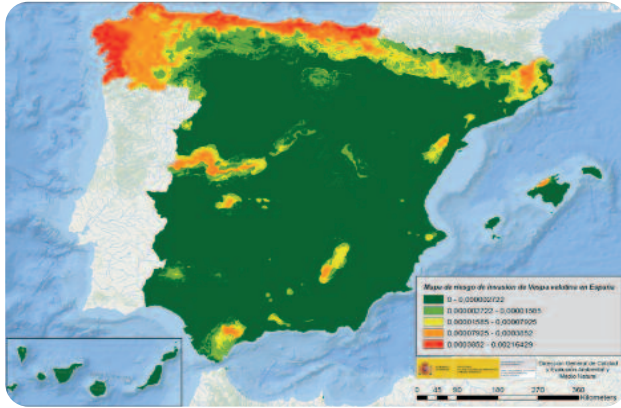 Mapa de riesgo de invasión de Vespa velutina en España
0 - 0,000002722
0,000002722 - 0,00001585
0,00001585 - 0,00007925
0,00007925 - 0,0003852
0,0003852 - 0,00216429
Dirección General de Calidad
y Evaluación Ambiental y
Medio Natural
0 45 90 180 270 360
Kilometers